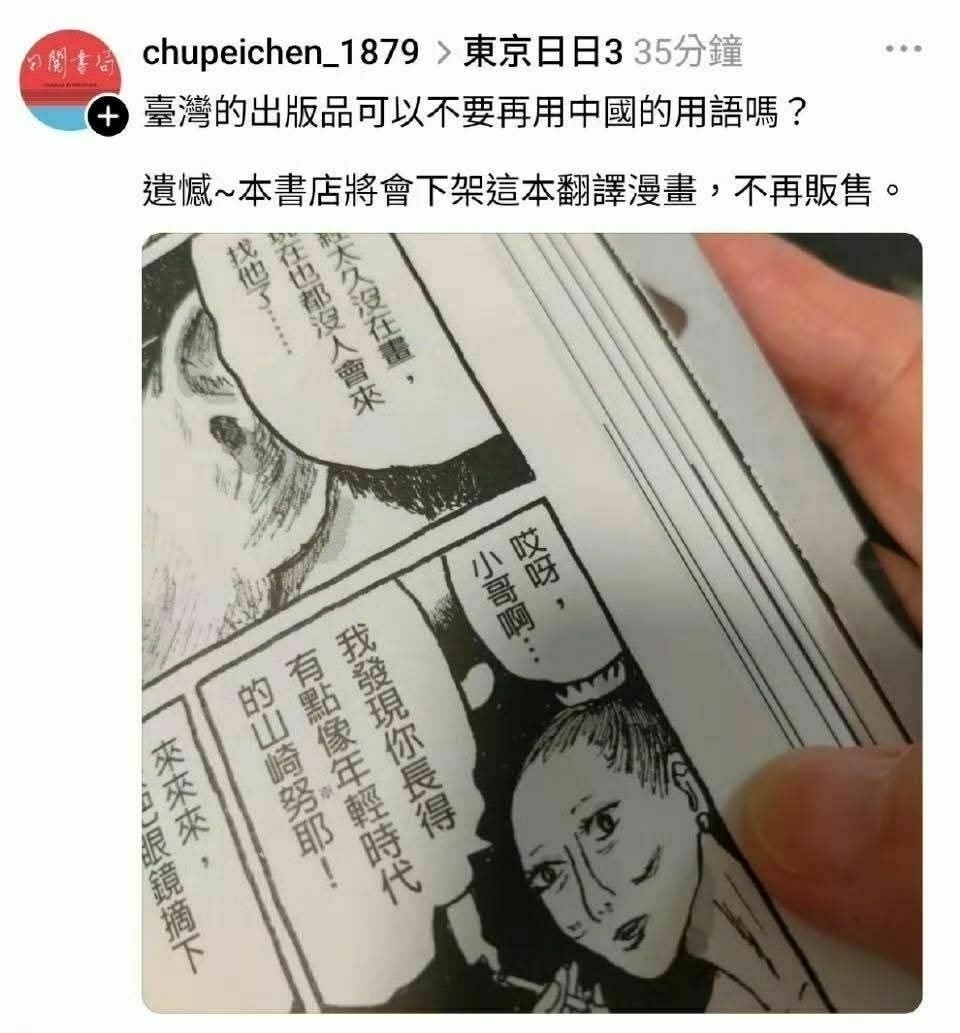 chupeichen_1879 > 東京日日3 35分鐘
臺灣的出版品可以不要再用中國的用語嗎？
遺憾~本書店將會下架這本翻譯漫畫，不再販售。
太久沒在畫，
在也都沒人會來
找他了……
哎呀，
小哥啊…
我發現你長得
有點像年輕時代
的山崎努耶！
來來來，
眼鏡摘下